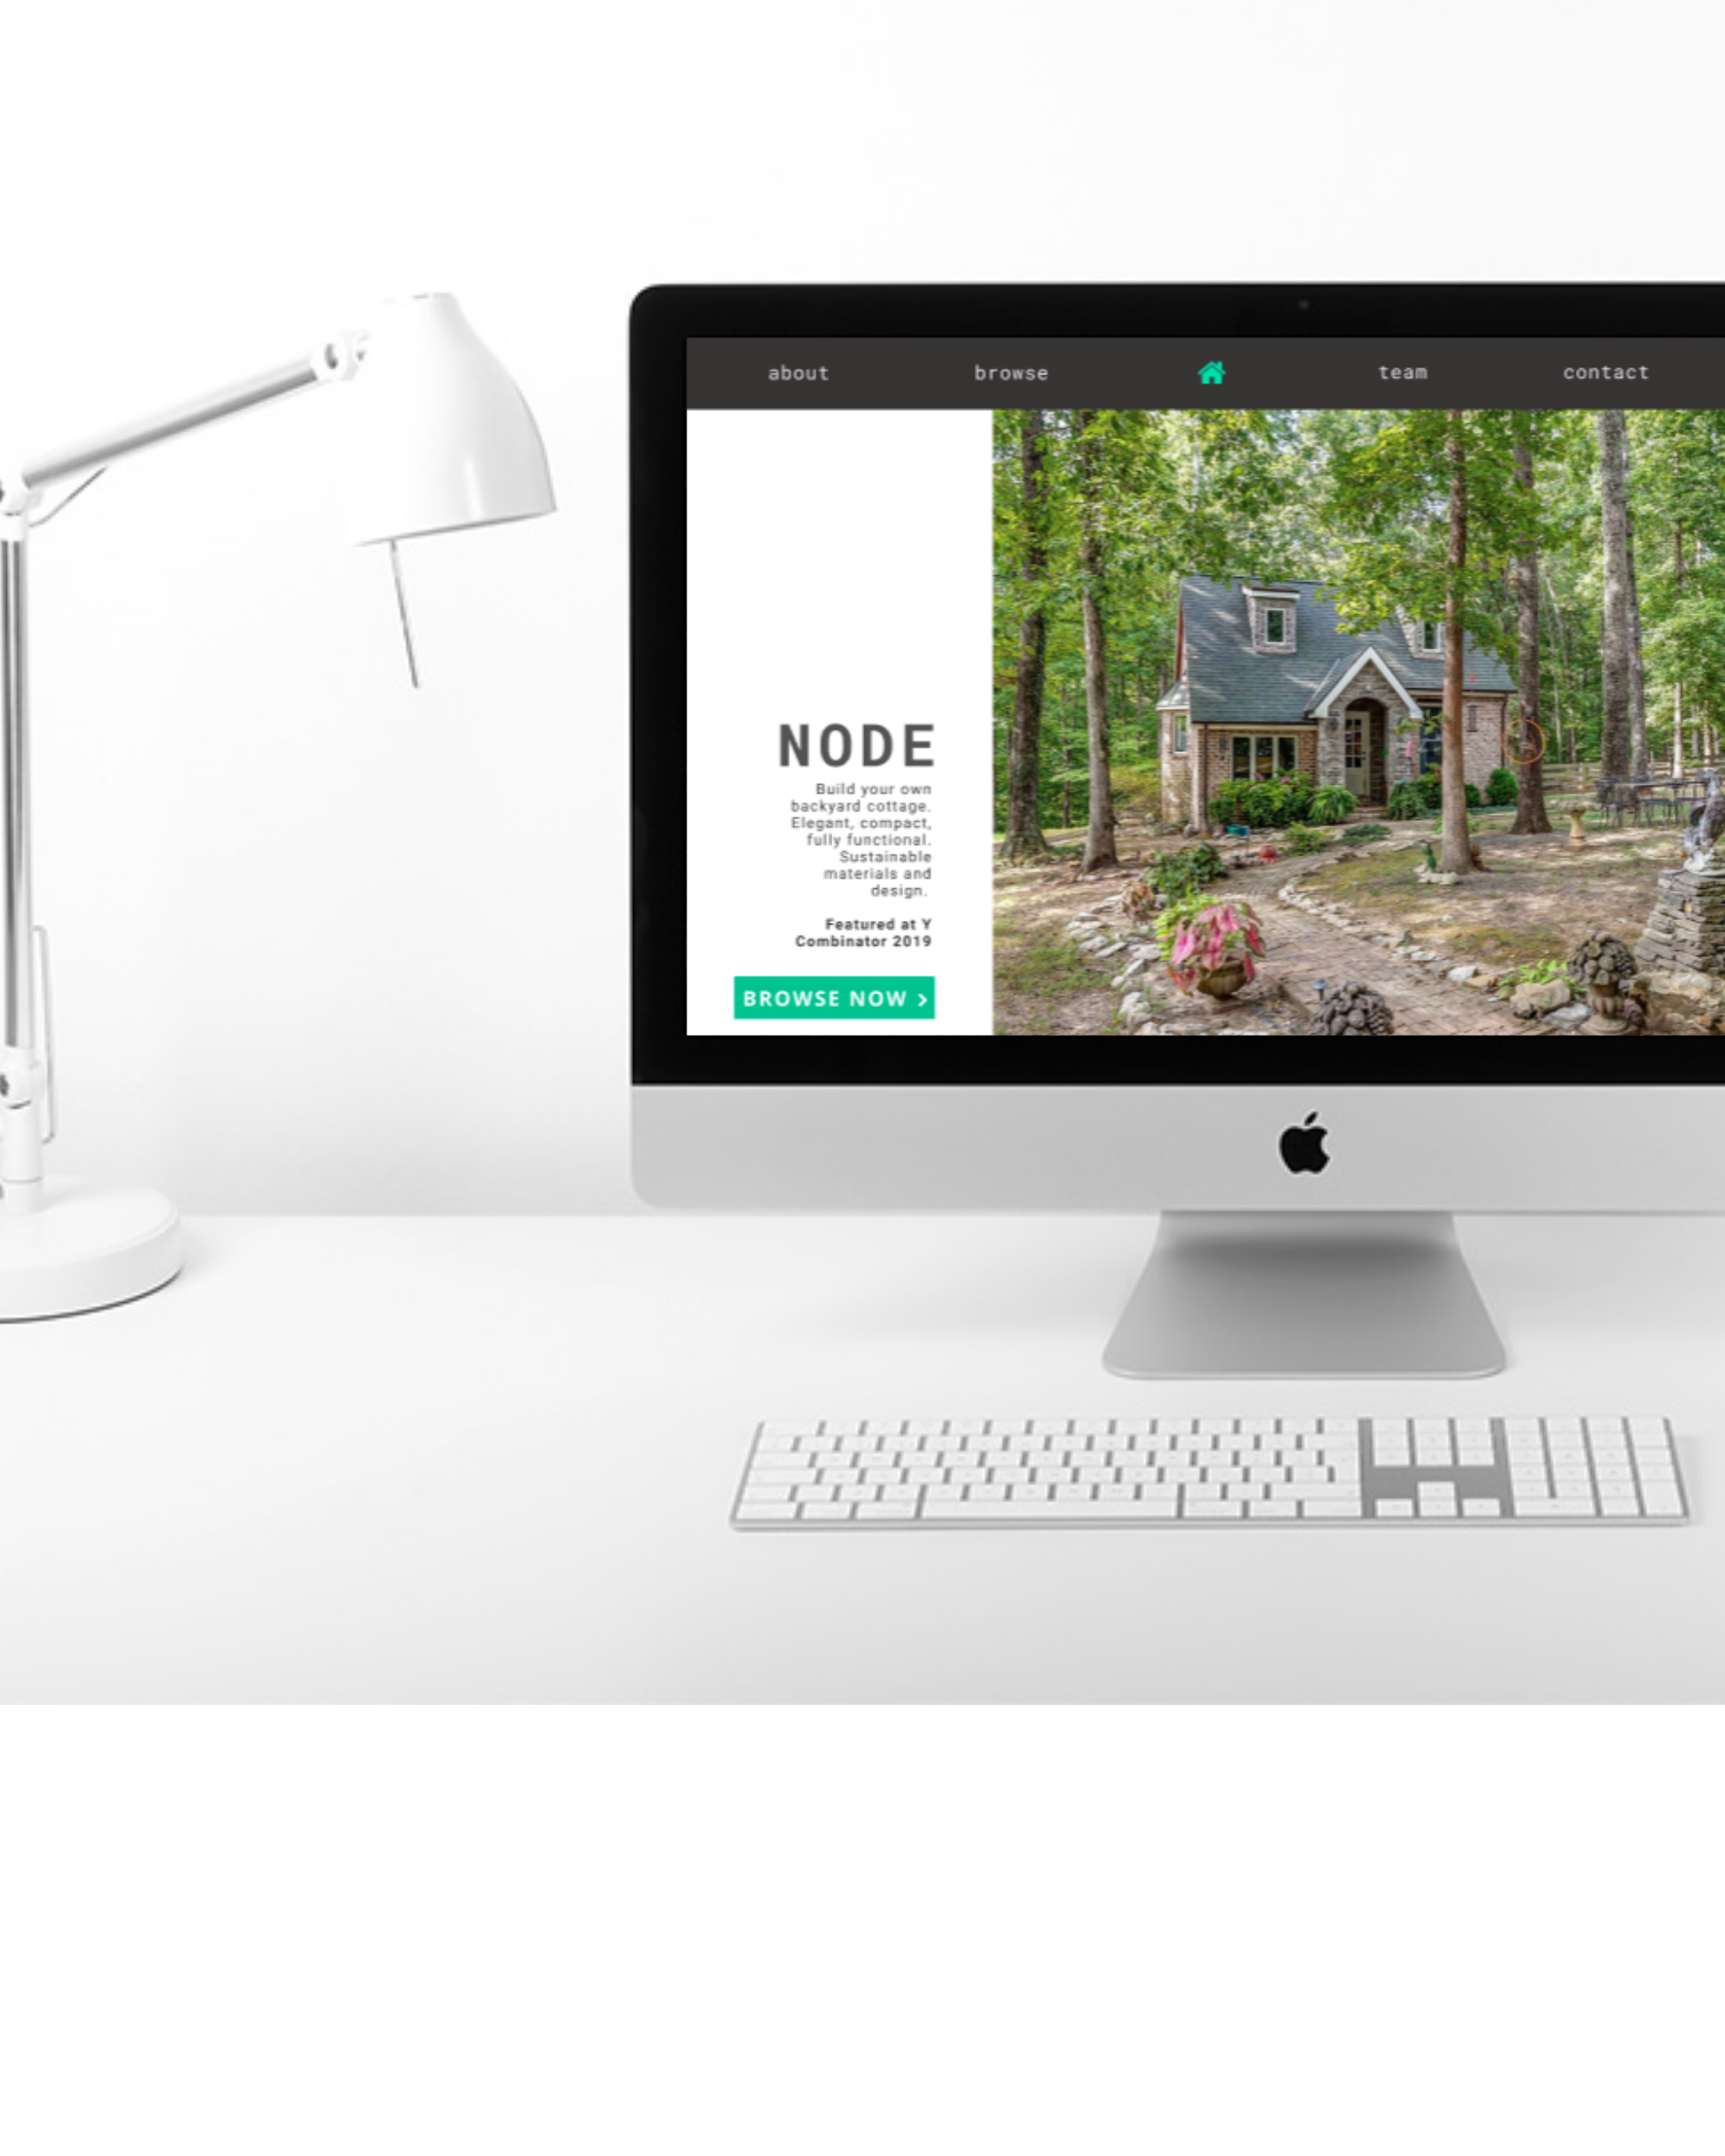 about browse team contact
NODE
Build your own
backyard cottage.
Elegant, compact,
fully functional.
Sustainable
materials and
design.
Featured at Y
Combinator 2019
BROWSE NOW >